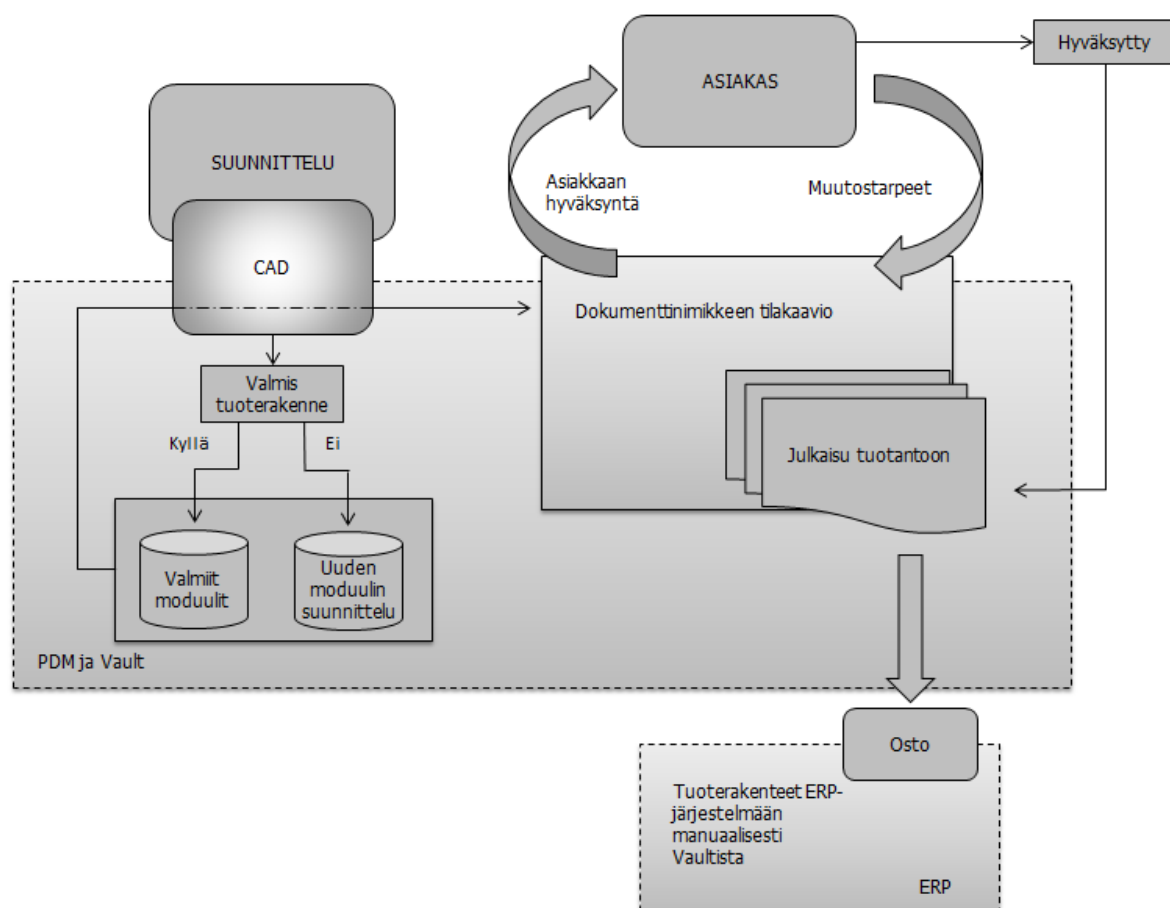 ASIAKAS
Hyväksytty
SUUNNITTELU
Asiakkaan
hyväksyntä
Muutostarpeet
CAD
Dokumenttinimikkeen tilakaavio
Valmis
tuoterakenne
Kyllä
Ei
Julkaisu tuotantoon
Valmiit
moduulit
Uuden
moduulin
suunnittelu
PDM ja Vault
Osto
Tuoterakenteet ERP-
järjestelmään
manuaalisesti
Vaultista
ERP